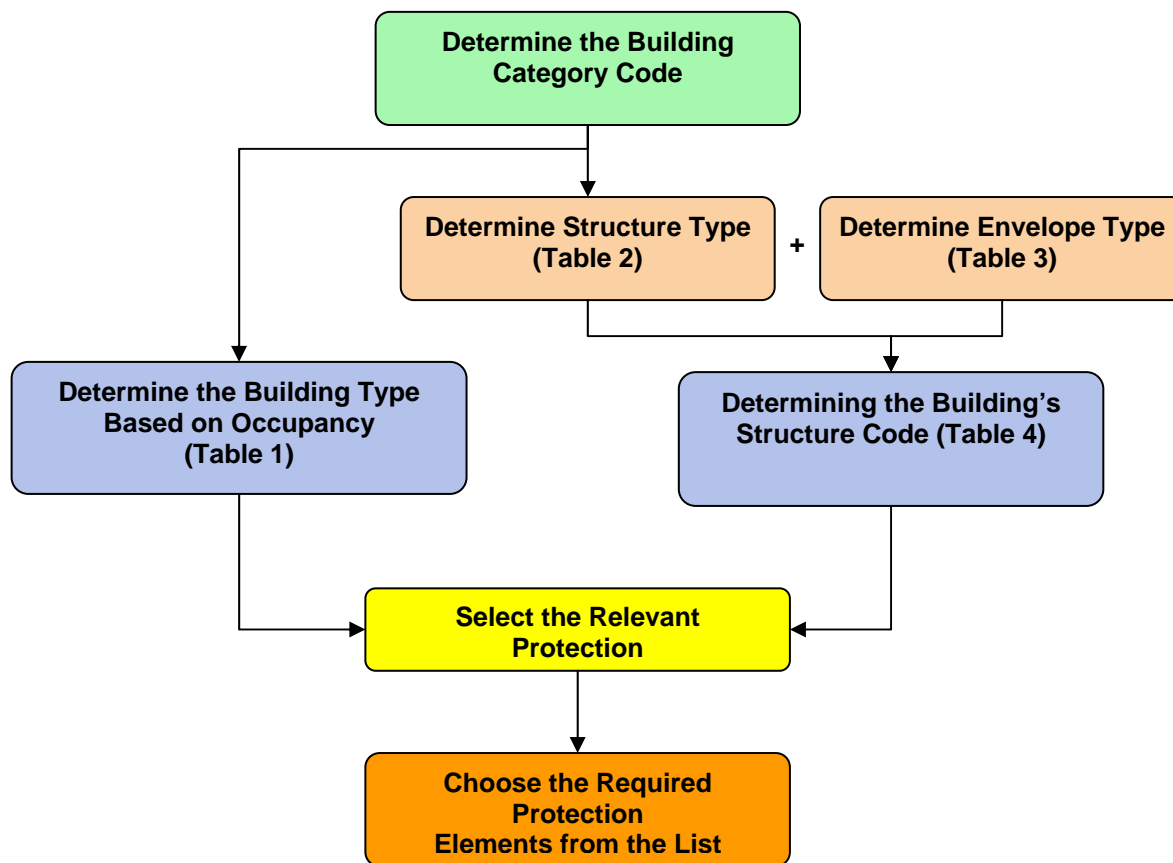 Determine the Building
Category Code
Determine Structure Type
(Table 2)
+
Determine Envelope Type
(Table 3)
Determine the Building Type
Based on Occupancy
(Table 1)
Determining the Building’s
Structure Code (Table 4)
Select the Relevant
Protection
Choose the Required
Protection
Elements from the List